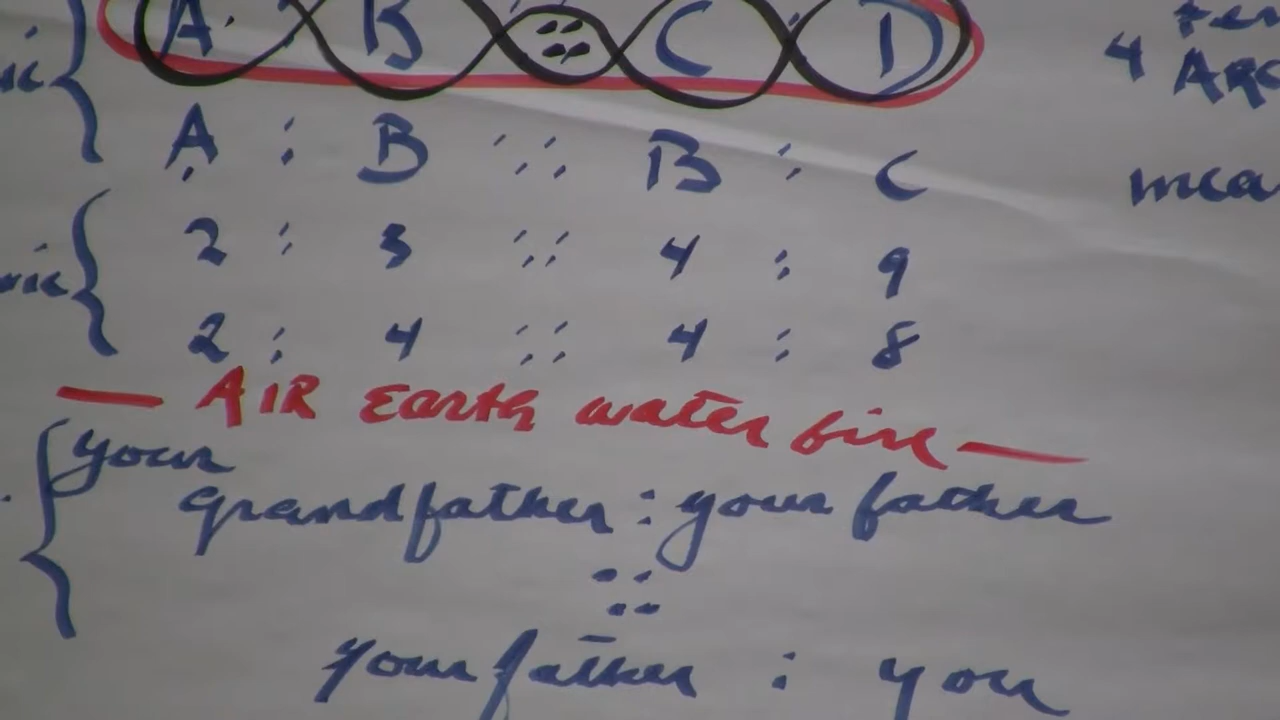 A : B :: C : D
4 ARC
A : B :: B : C
2 : 3 :: 4 : 9
2 : 4 :: 4 : 8
— AIR Earth water fire —
your
grandfather : your father
::
your father : you